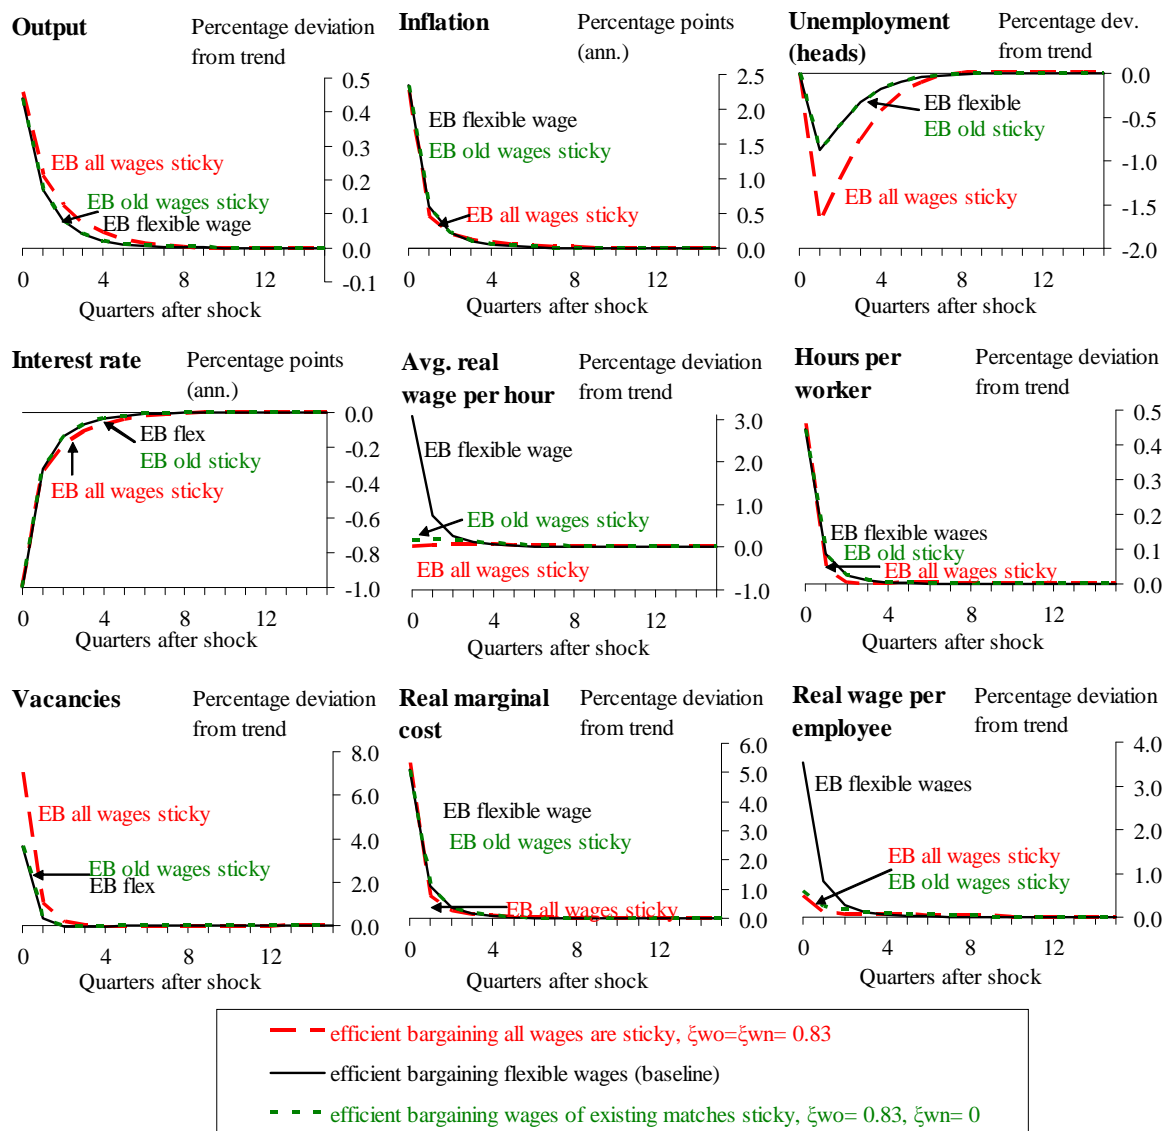 Output
Percentage deviation
from trend
0.5
0.4
0.3
0.2
0.1
0.0
-0.1
EB all wages sticky
EB old wages sticky
EB flexible wage
0 4 8 12
Quarters after shock
Inflation
Percentage points
(ann.)
2.5
2.0
1.5
1.0
0.5
0.0
EB flexible wage
EB old wages sticky
EB all wages sticky
0 4 8 12
Quarters after shock
Unemployment
(heads)
Percentage dev.
from trend
0.0
-0.5
-1.0
-1.5
-2.0
EB flexible
EB old sticky
EB all wages sticky
0 4 8 12
Quarters after shock
Interest rate
Percentage points
(ann.)
0.0
-0.2
-0.4
-0.6
-0.8
-1.0
EB flex
EB old sticky
EB all wages sticky
0 4 8 12
Quarters after shock
Avg. real
wage per hour
Percentage deviation
from trend
3.0
2.0
1.0
0.0
-1.0
EB flexible wage
EB old wages sticky
EB all wages sticky
0 4 8 12
Quarters after shock
Hours per
worker
Percentage deviation
from trend
0.5
0.4
0.3
0.2
0.1
0.0
EB flexible wages
EB old sticky
EB all wages sticky
0 4 8 12
Quarters after shock
Vacancies
Percentage deviation
from trend
8.0
6.0
4.0
2.0
0.0
EB all wages sticky
EB old wages sticky
EB flex
0 4 8 12
Quarters after shock
Real marginal
cost
Percentage deviation
from trend
6.0
5.0
4.0
3.0
2.0
1.0
0.0
EB flexible wage
EB old wages sticky
EB all wages sticky
0 4 8 12
Quarters after shock
Real wage per
employee
Percentage deviation
from trend
4.0
3.0
2.0
1.0
0.0
EB flexible wages
EB all wages sticky
EB old wages sticky
0 4 8 12
Quarters after shock
efficient bargaining all wages are sticky, ξwo=ξwn= 0.83
efficient bargaining flexible wages (baseline)
efficient bargaining wages of existing matches sticky, ξwo= 0.83, ξwn= 0